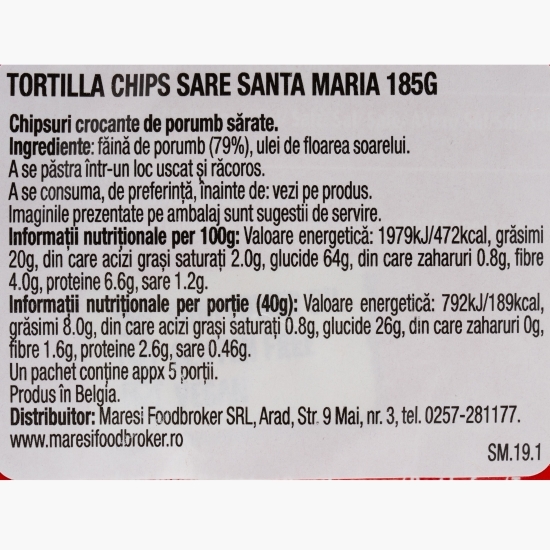 TORTILLA CHIPS SARE SANTA MARIA 185G
Chipsuri crocante de porumb sărate.
Ingrediente: făină de porumb (79%), ulei de floarea soarelui.
A se păstra într-un loc uscat și răcoros.
A se consuma, de preferință, înainte de: vezi pe produs.
Imaginile prezentate pe ambalaj sunt sugestii de servire.
Informații nutriționale per 100g: Valoare energetică: 1979kJ/472kcal, grăsimi
20g, din care acizi grași saturați 2.0g, glucide 64g, din care zaharuri 0.8g, fibre
4.0g, proteine 6.6g, sare 1.2g.
Informații nutriționale per porție (40g): Valoare energetică: 792kJ/189kcal,
grăsimi 8.0g, din care acizi grași saturați 0.8g, glucide 26g, din care zaharuri 0g,
fibre 1.6g, proteine 2.6g, sare 0.46g.
Un pachet conține appx 5 porții.
Produs în Belgia.
Distribuitor: Maresi Foodbroker SRL, Arad, Str. 9 Mai, nr. 3, tel. 0257-281177.
www.maresifoodbroker.ro
SM.19.1